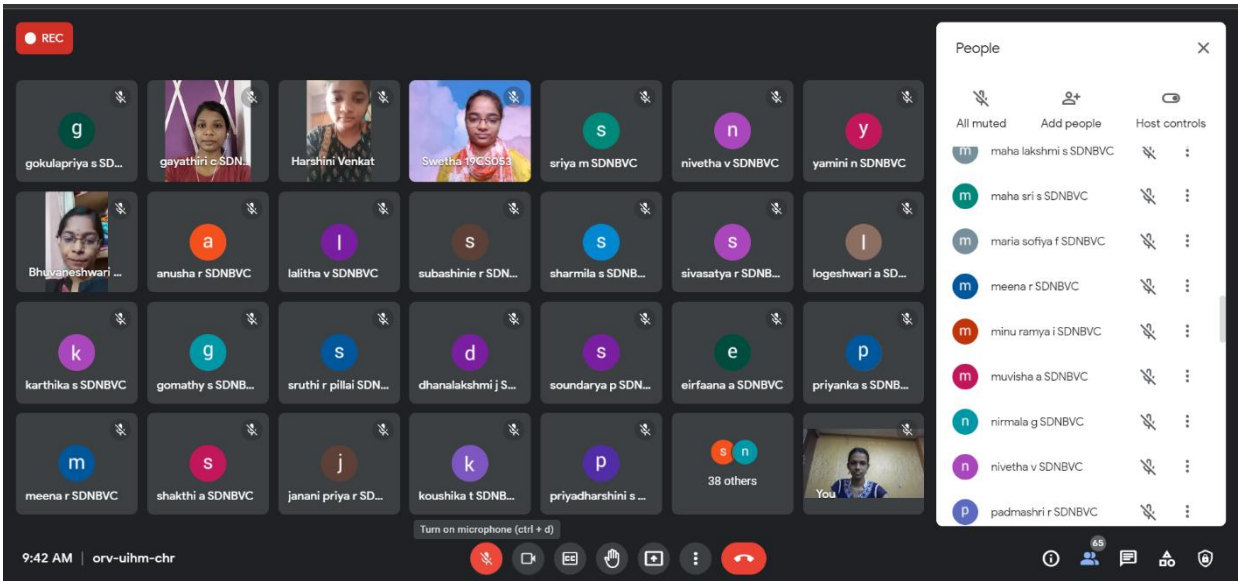 REC
g
gokulapriya s SD...
gayathiri c SDN...
Harshini Venkat
Swetha 19CS053
s
sriya m SDNBVC
n
nivetha v SDNBVC
y
yamini n SDNBVC
Bhuvaneshwari ...
a
anusha r SDNBVC
l
lalitha v SDNBVC
s
subashinie r SDN...
s
sharmila s SDNB...
s
sivasatya r SDNB...
l
logeshwari a SD...
k
karthika s SDNBVC
g
gomathy s SDNB...
s
sruthi r pillai SDN...
d
dhanalakshmi j S...
s
soundarya p SDN...
e
eirfaana a SDNBVC
p
priyanka s SDNB...
m
meena r SDNBVC
s
shakthi a SDNBVC
j
janani priya r SD...
k
koushika t SDNB...
p
priyadharshini s ...
s n
38 others
You
Turn on microphone (ctrl + d)
9:42 AM | orv-uihm-chr
CC
65
People
All muted Add people Host controls
m maha lakshmi s SDNBVC
m maha sri s SDNBVC
m maria sofiya f SDNBVC
m meena r SDNBVC
m minu ramya i SDNBVC
m muvisha a SDNBVC
n nirmala g SDNBVC
n nivetha v SDNBVC
p padmashri r SDNBVC